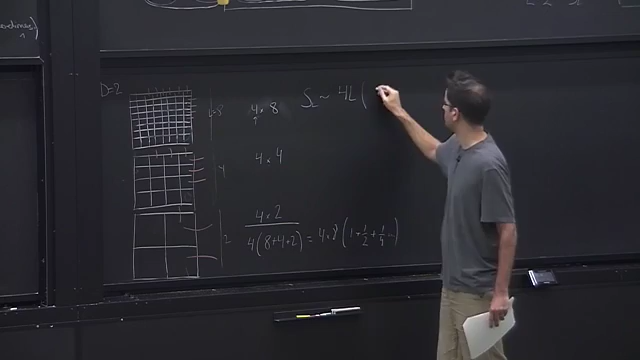 D=2
4·8
S_L ~ 4L (
4
4·4
2
4·2
4(8+4+2) = 4·8 (1+1/2+1/4...)